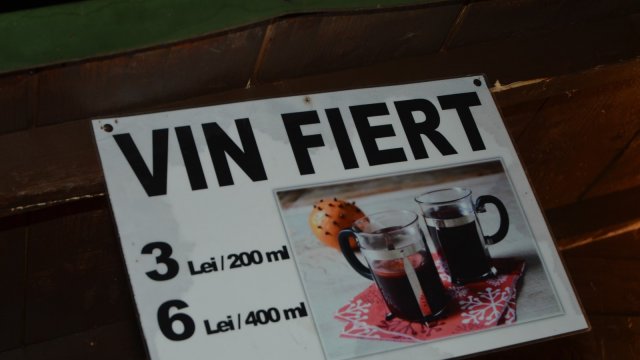 VIN FIERT
3 Lei / 200 ml
6 Lei / 400 ml